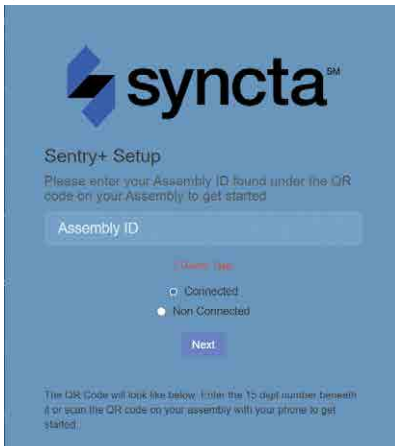 syncta℠
Sentry+ Setup
Please enter your Assembly ID found under the QR
code on your Assembly to get started
Assembly ID
Connected
Non Connected
Next
The QR Code will look like below. Enter the 15 digit number beneath
it or scan the QR code on your assembly with your phone to get
started.